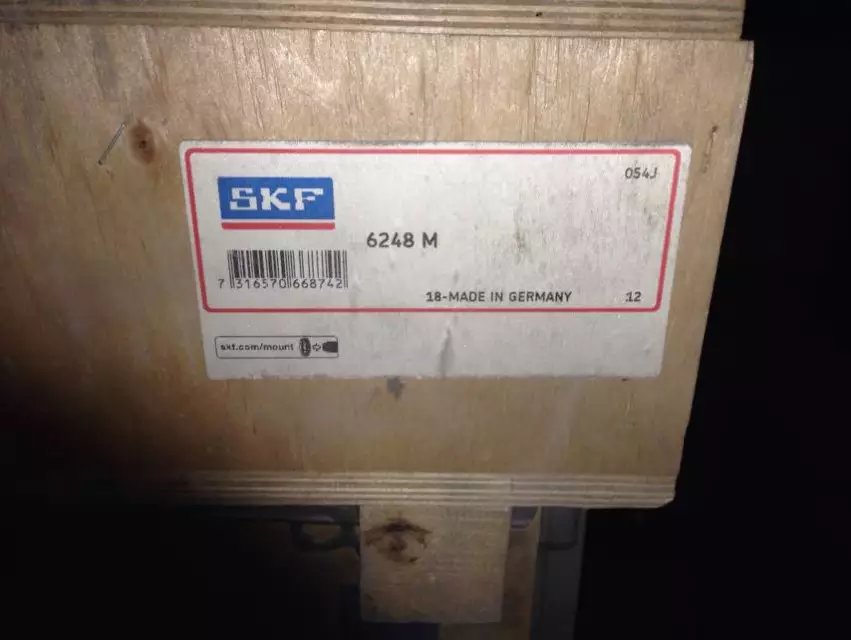 054J
SKF
6248 M
7 316570 668742
18-MADE IN GERMANY 12
skf.com/mount